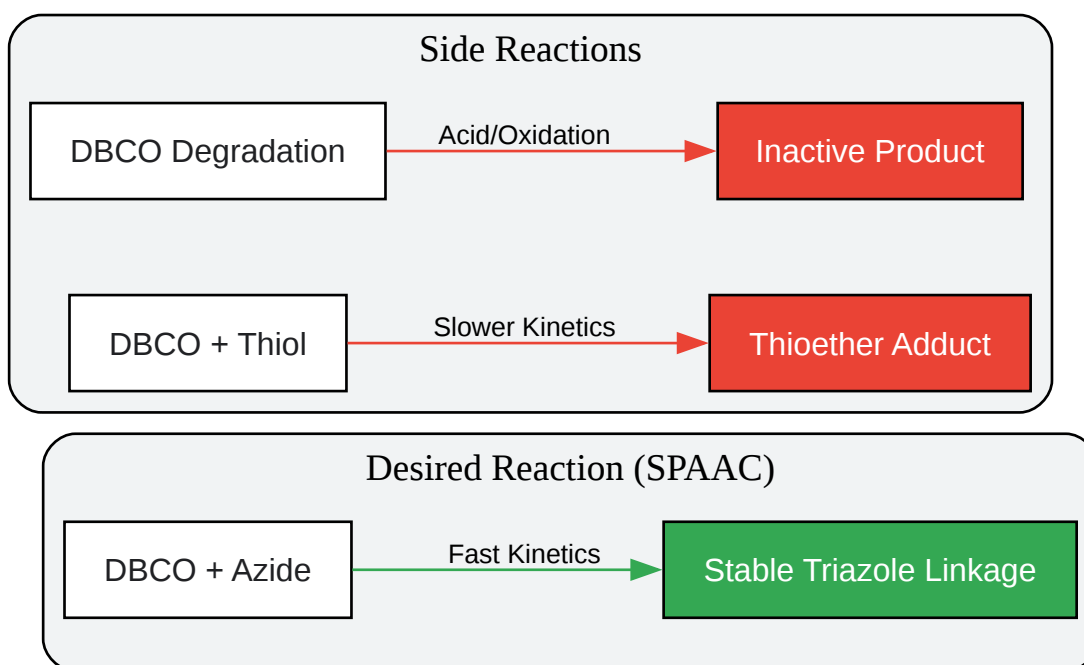 Side Reactions
DBCO Degradation
Acid/Oxidation
Inactive Product
DBCO + Thiol
Slower Kinetics
Thioether Adduct
Desired Reaction (SPAAC)
DBCO + Azide
Fast Kinetics
Stable Triazole Linkage